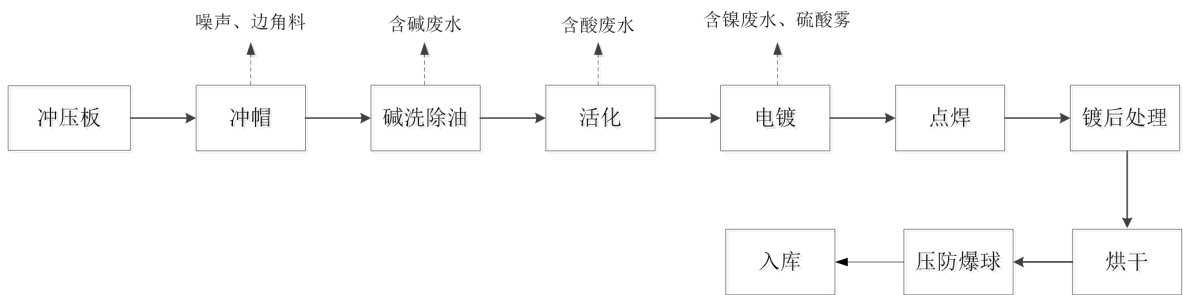 噪声、边角料
含碱废水
含酸废水
含镍废水、硫酸雾
冲压板
冲帽
碱洗除油
活化
电镀
点焊
镀后处理
入库
压防爆球
烘干